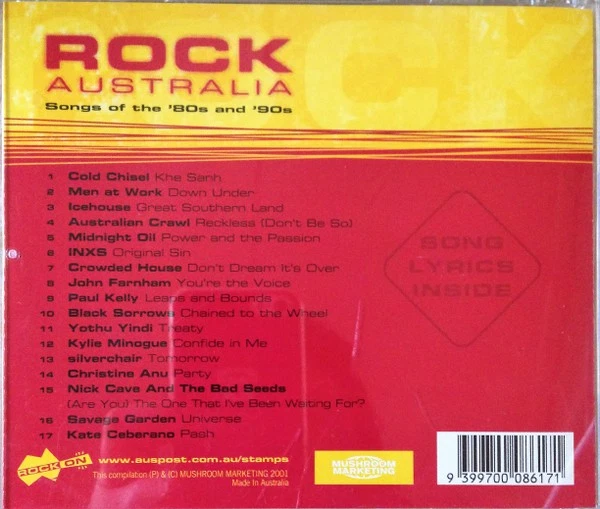 ROCK
AUSTRALIA
Songs of the '80s and '90s
1 Cold Chisel Khe Sanh
2 Men at Work Down Under
3 Icehouse Great Southern Land
4 Australian Crawl Reckless (Don't Be So)
5 Midnight Oil Power and the Passion
6 INXS Original Sin
7 Crowded House Don't Dream It's Over
8 John Farnham You're the Voice
9 Paul Kelly Leaps and Bounds
10 Black Sorrows Chained to the Wheel
11 Yothu Yindi Treaty
12 Kylie Minogue Confide in Me
13 silverchair Tomorrow
14 Christine Anu Party
15 Nick Cave And The Bad Seeds
(Are You) The One That I've Been Waiting For?
16 Savage Garden Universe
17 Kate Ceberano Pash
SONG
LYRICS
INSIDE
ROCK ON
www.auspost.com.au/stamps
This compilation (P) & (C) MUSHROOM MARKETING 2001
Made In Australia
MUSHROOM
MARKETING
9 399700 086171